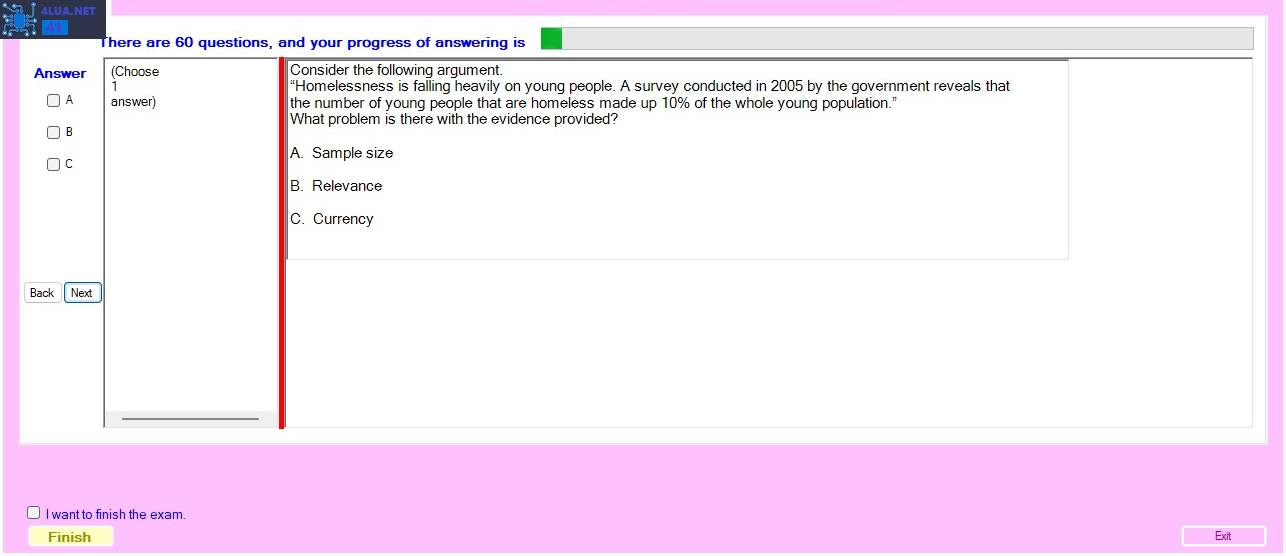 4LUA.NET
41
There are 60 questions, and your progress of answering is
Answer
A
B
C
(Choose
1
answer)
Consider the following argument.
“Homelessness is falling heavily on young people. A survey conducted in 2005 by the government reveals that
the number of young people that are homeless made up 10% of the whole young population.”
What problem is there with the evidence provided?
A. Sample size
B. Relevance
C. Currency
Back Next
I want to finish the exam.
Finish
Exit